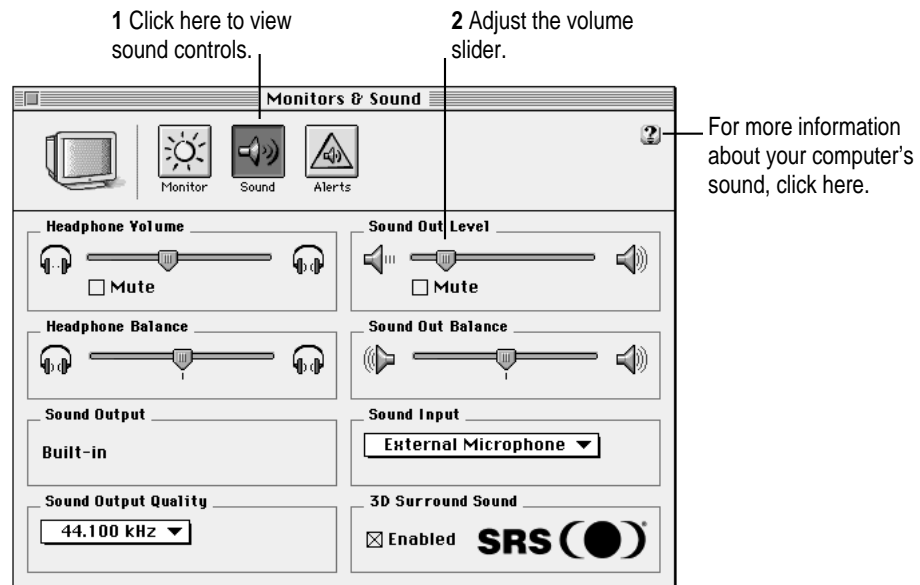 1 Click here to view
sound controls.
2 Adjust the volume
slider.
Monitors & Sound
Monitor
Sound
Alerts
?
For more information
about your computer's
sound, click here.
Headphone Volume
Mute
Sound Out Level
Mute
Headphone Balance
Sound Out Balance
Sound Output
Built-in
Sound Input
External Microphone
Sound Output Quality
44.100 kHz
3D Surround Sound
Enabled
SRS